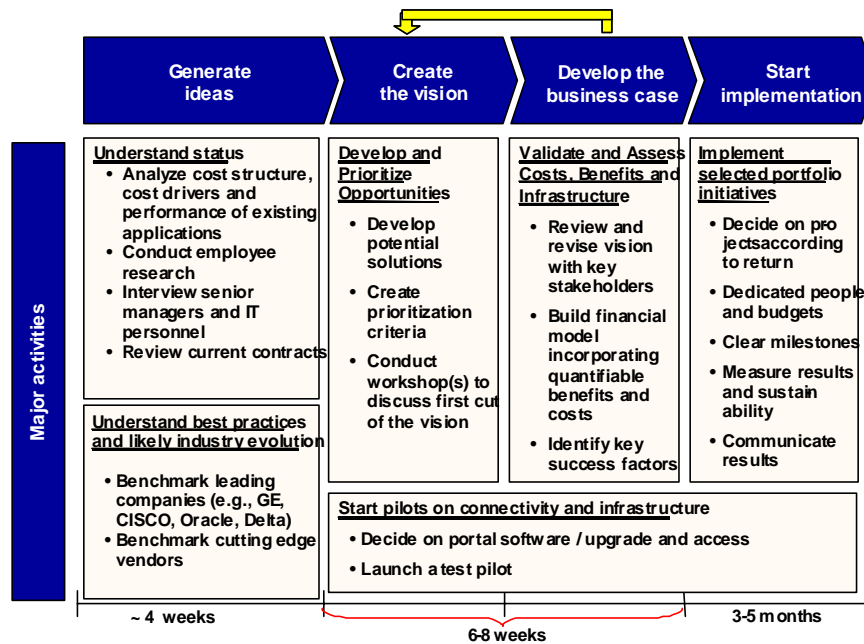 Generate
ideas
Create
the vision
Develop the
business case
Start
implementation
Major activities
Understand status
• Analyze cost structure,
cost drivers and
performance of existing
applications
• Conduct employee
research
• Interview senior
managers and IT
personnel
• Review current contracts
Understand best practices
and likely industry evolution
• Benchmark leading
companies (e.g., GE,
CISCO, Oracle, Delta)
• Benchmark cutting edge
vendors
Develop and
Prioritize
Opportunities
• Develop
potential
solutions
• Create
prioritization
criteria
• Conduct
workshop(s) to
discuss first cut
of the vision
Validate and Assess
Costs, Benefits and
Infrastructure
• Review and
revise vision
with key
stakeholders
• Build financial
model
incorporating
quantifiable
benefits and
costs
• Identify key
success factors
Implement
selected portfolio
initiatives
• Decide on pro
jectsaccording
to return
• Dedicated people
and budgets
• Clear milestones
• Measure results
and sustain
ability
• Communicate
results
Start pilots on connectivity and infrastructure
• Decide on portal software / upgrade and access
• Launch a test pilot
~ 4 weeks
6-8 weeks
3-5 months